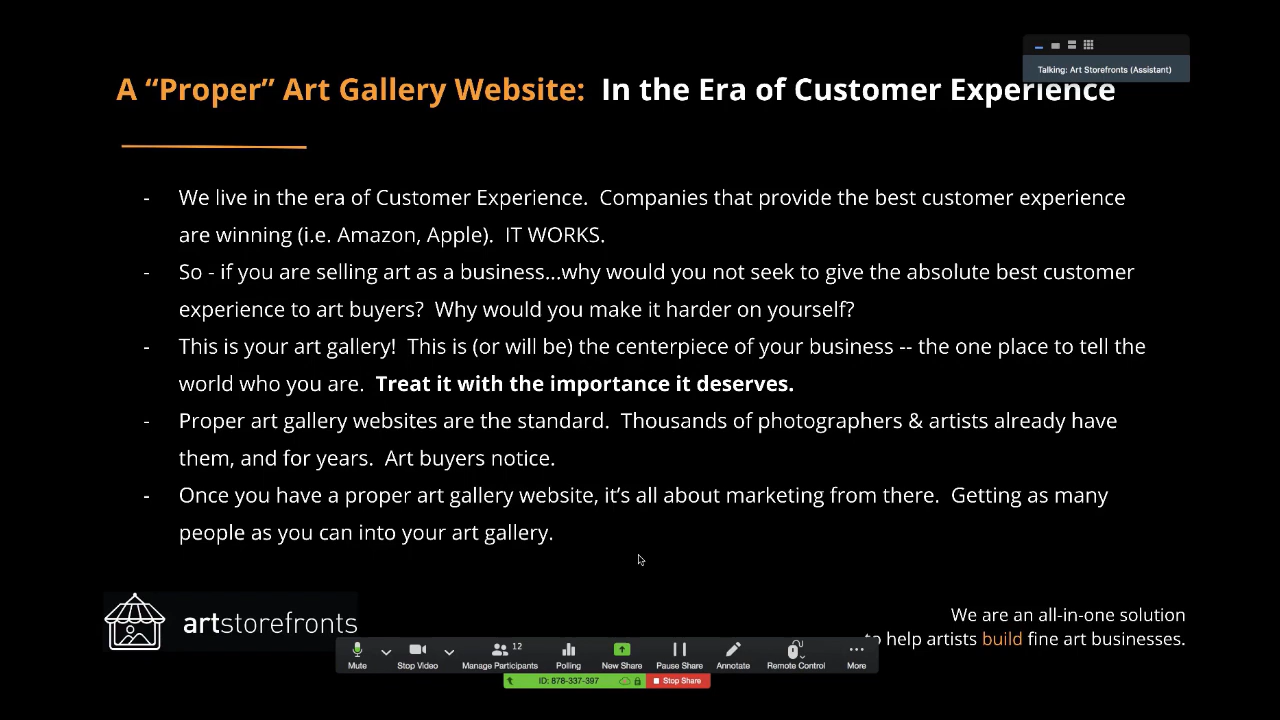 Talking: Art Storefronts (Assistant)
A “Proper” Art Gallery Website: In the Era of Customer Experience
- We live in the era of Customer Experience. Companies that provide the best customer experience
are winning (i.e. Amazon, Apple). IT WORKS.
- So - if you are selling art as a business...why would you not seek to give the absolute best customer
experience to art buyers? Why would you make it harder on yourself?
- This is your art gallery! This is (or will be) the centerpiece of your business -- the one place to tell the
world who you are. Treat it with the importance it deserves.
- Proper art gallery websites are the standard. Thousands of photographers & artists already have
them, and for years. Art buyers notice.
- Once you have a proper art gallery website, it’s all about marketing from there. Getting as many
people as you can into your art gallery.
artstorefronts
We are an all-in-one solution
to help artists build fine art businesses.
12
Mute Stop Video Manage Participants Polling New Share Pause Share Annotate Remote Control More
ID: 878-337-397 Stop Share